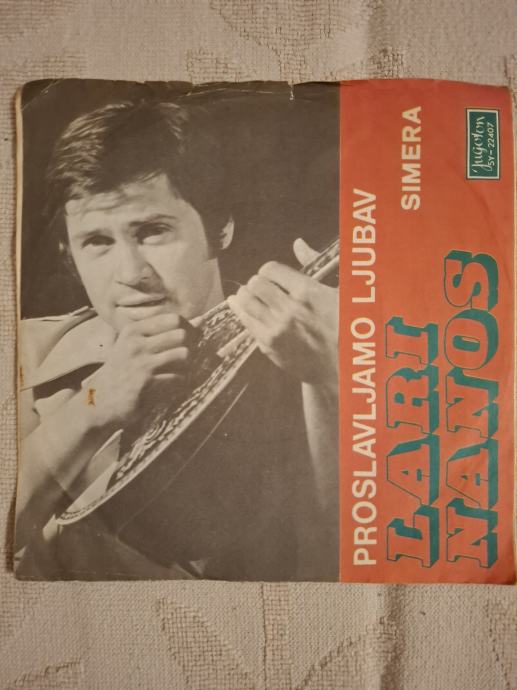 PROSLAVLJAMO LJUBAV
SIMERA
LARI
NANOS
Jugoton
SY-22407